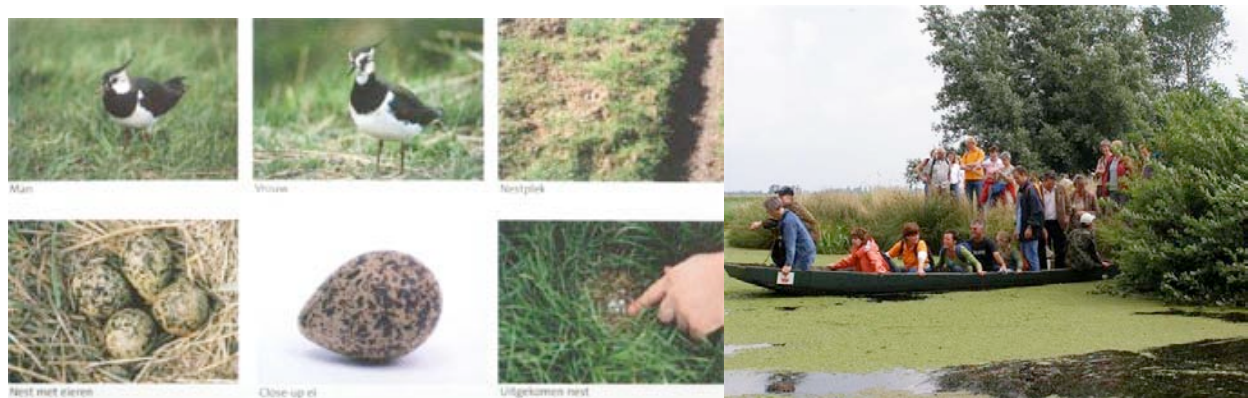 Man
Vrouw
Nestplek
Nest met eieren
Close-up ei
Uitgekomen nest